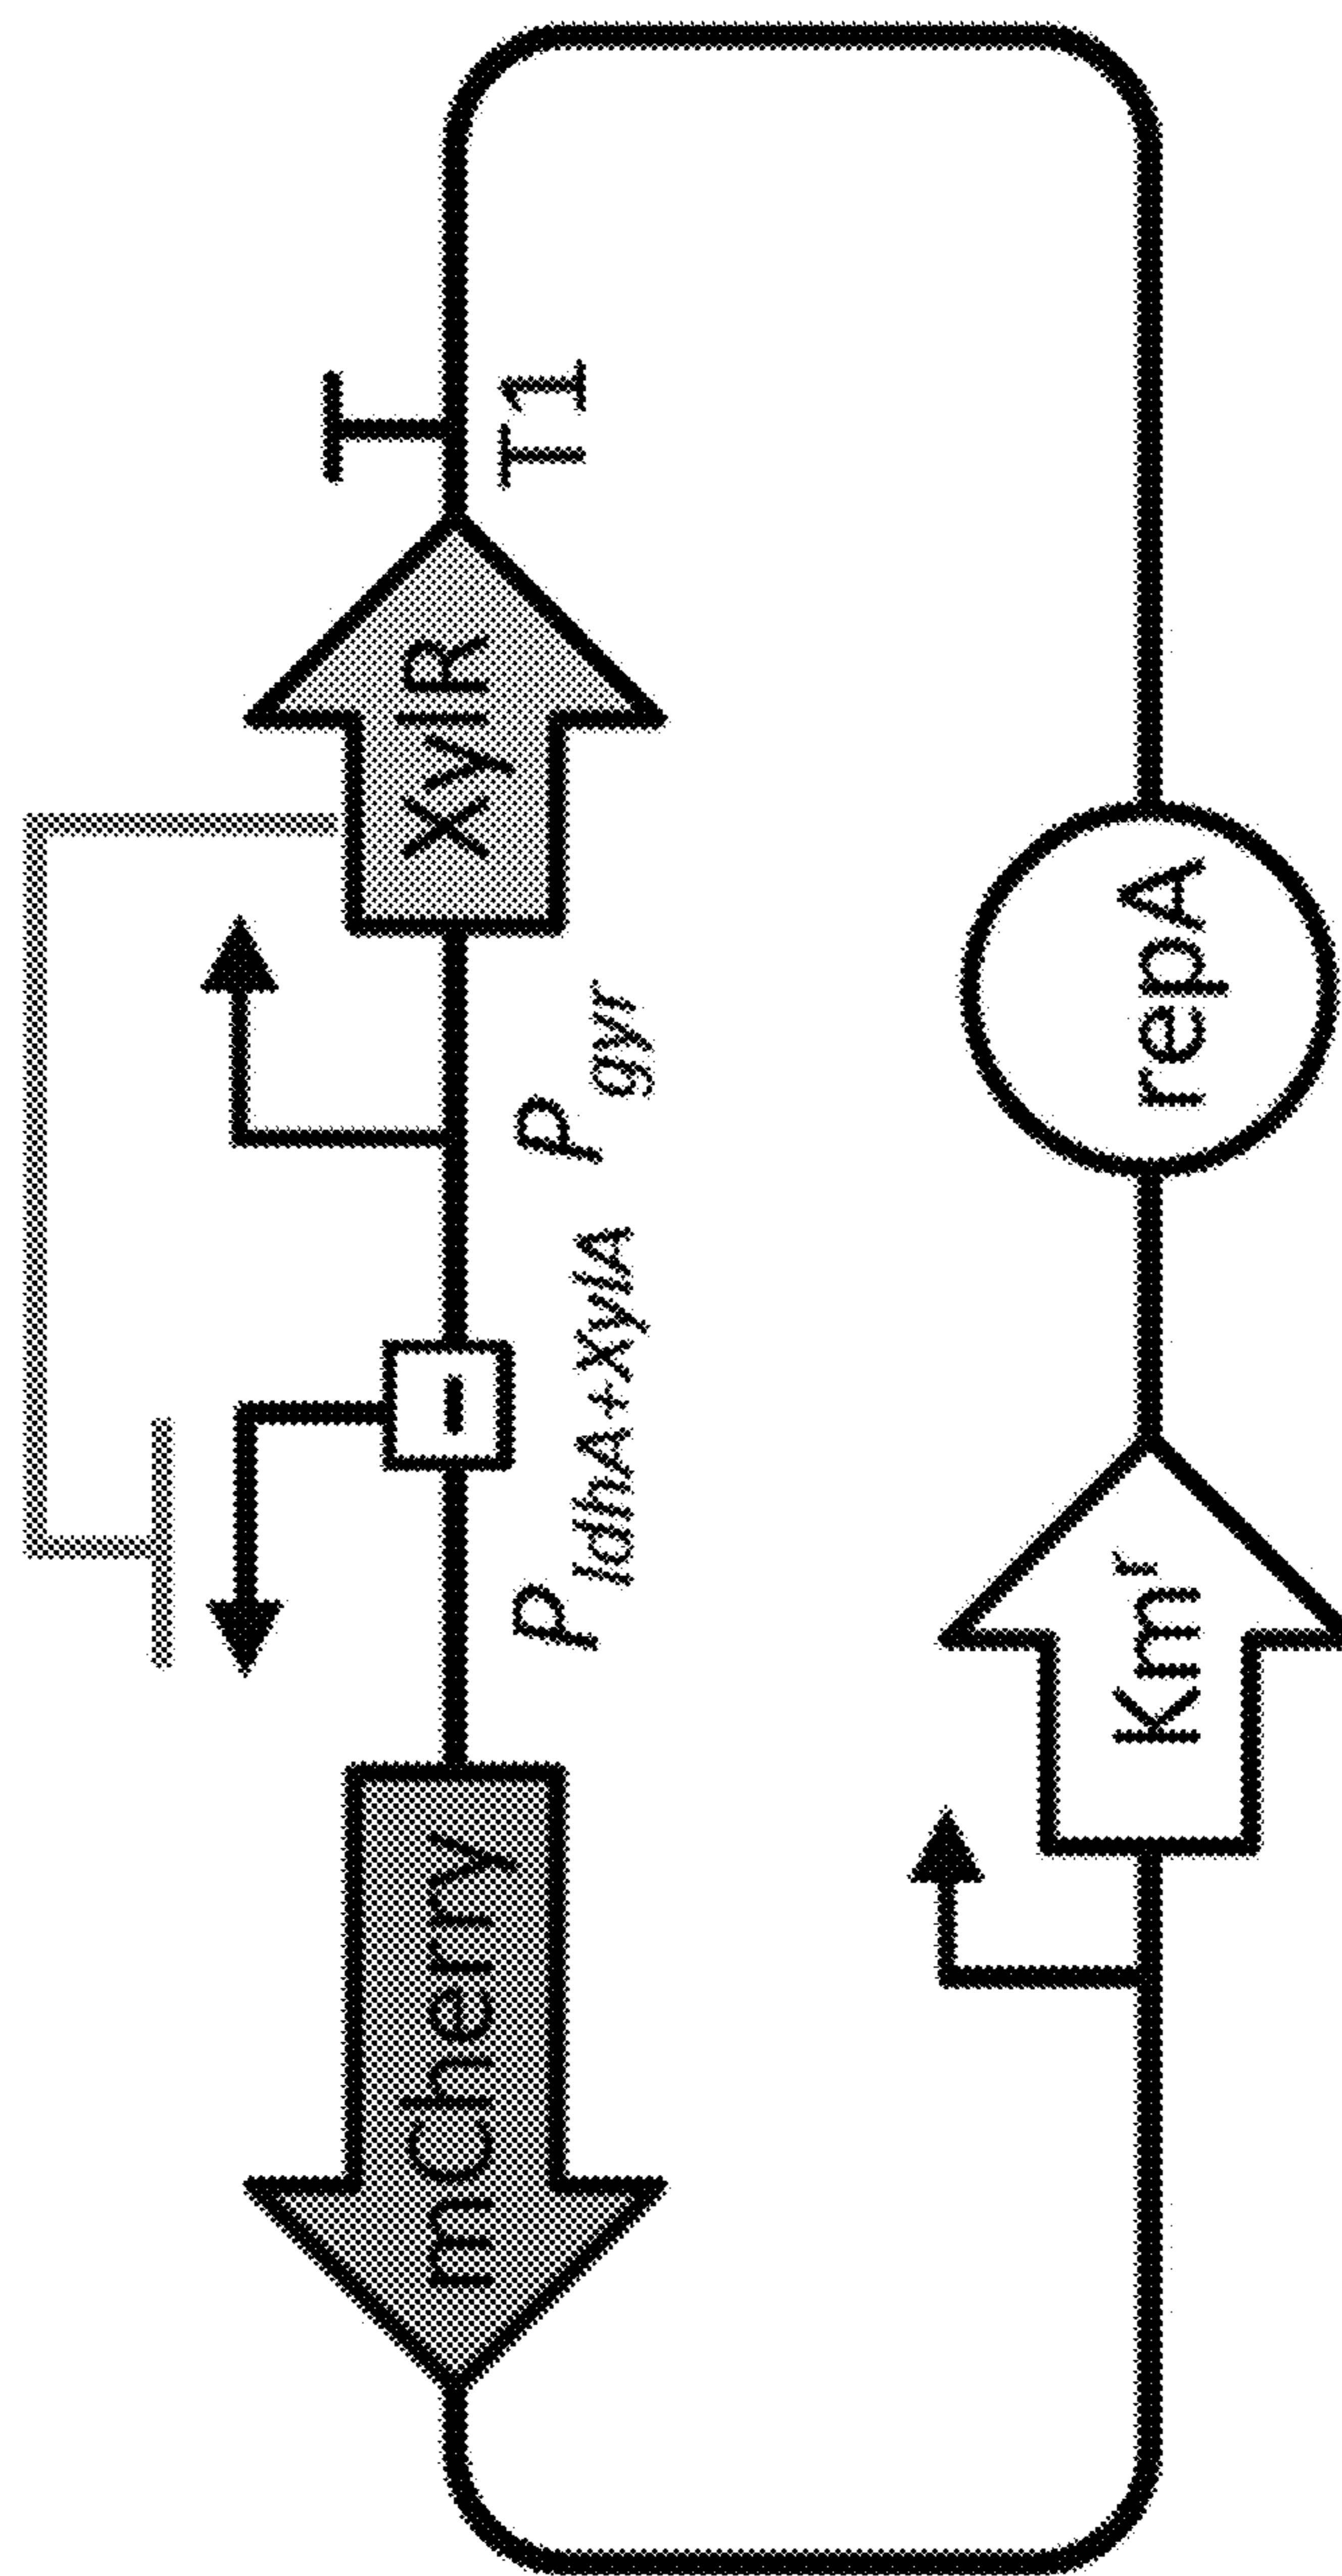 mCherry
P ldhA+XylA
P gyr
XylR
T1
Km r
repA